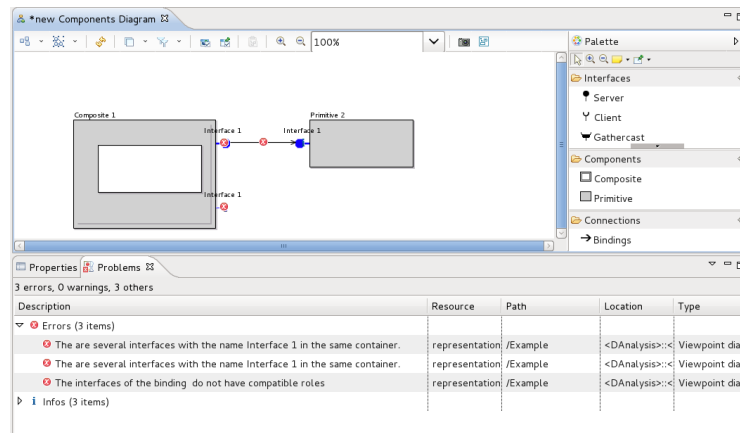 *new Components Diagram
100%
Palette
Interfaces
Server
Client
Gathercast
Components
Composite
Primitive
Connections
Bindings
Composite 1
Primitive 2
Interface 1
Interface 1
Interface 1
Properties Problems
3 errors, 0 warnings, 3 others
Description Resource Path Location Type
Errors (3 items)
The are several interfaces with the name Interface 1 in the same container. representation /Example <DAnalysis>::< Viewpoint dia
The are several interfaces with the name Interface 1 in the same container. representation /Example <DAnalysis>::< Viewpoint dia
The interfaces of the binding do not have compatible roles representation /Example <DAnalysis>::< Viewpoint dia
i Infos (3 items)